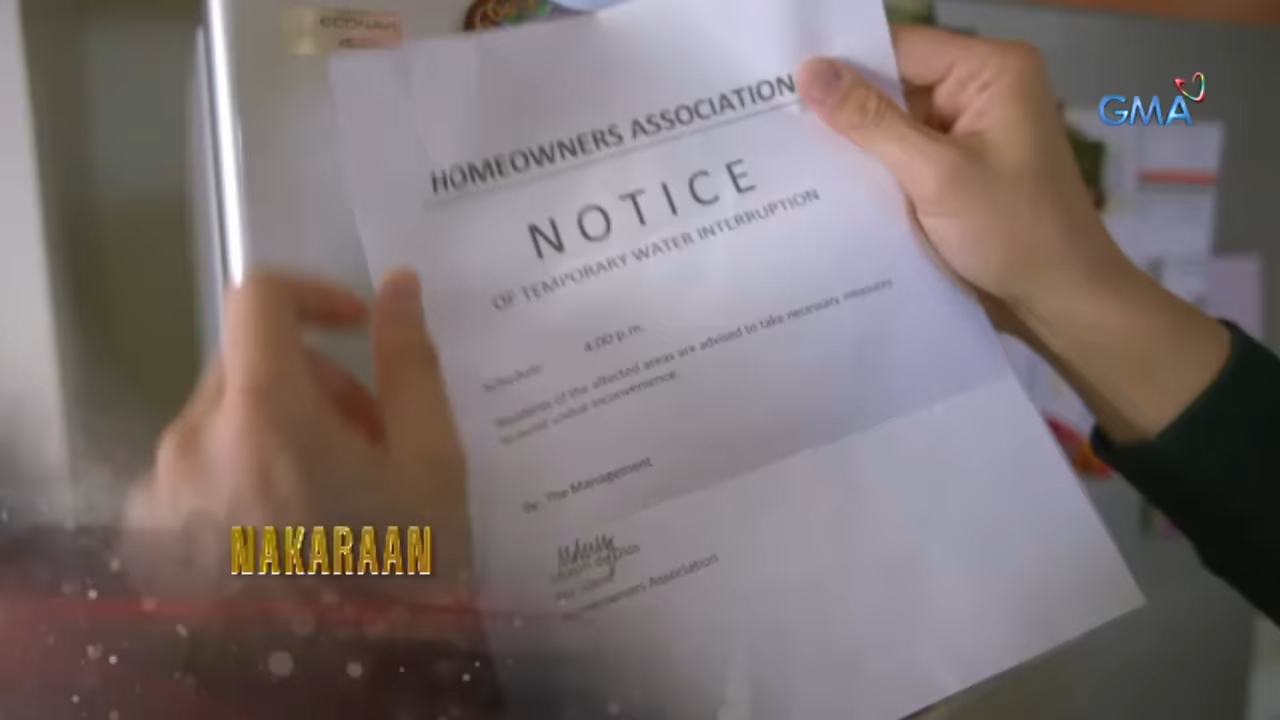 ECONAVI
GMA
HOMEOWNERS ASSOCIATION
NOTICE
OF TEMPORARY WATER INTERRUPTION
Schedule: 4:00 p.m.
Residents of the affected areas are advised to take necessary measures
to avoid undue inconvenience.
By: The Management
Homeowners Association
NAKARAAN